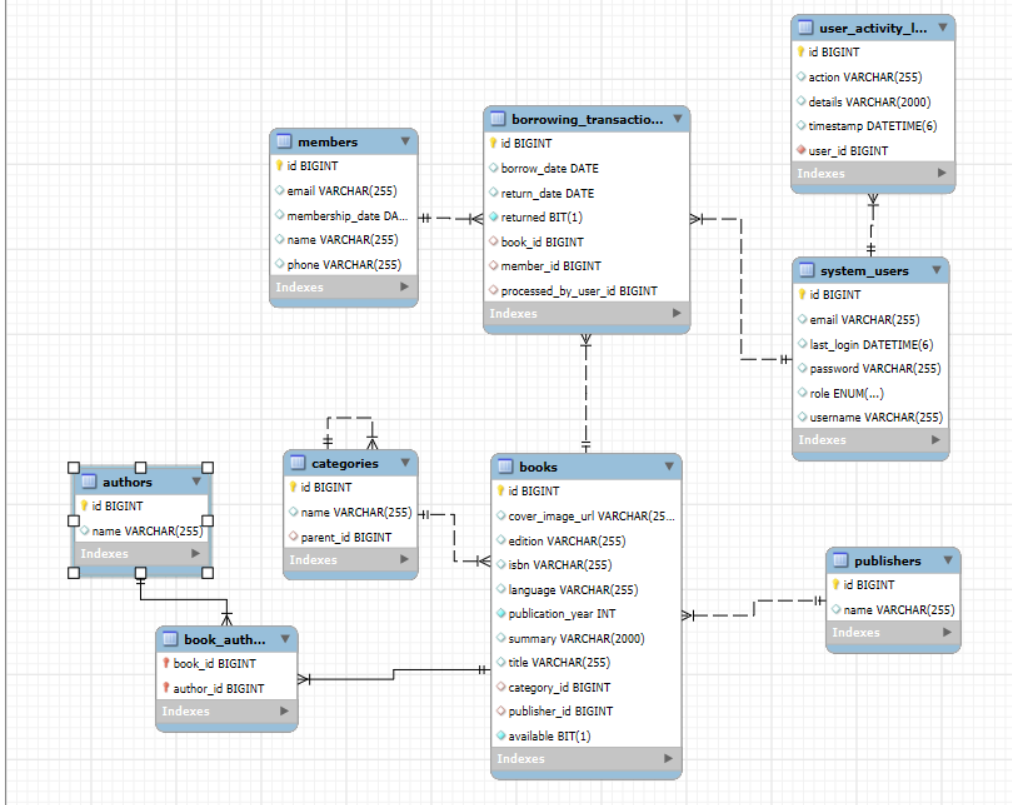 user_activity_l...
id BIGINT
action VARCHAR(255)
details VARCHAR(2000)
timestamp DATETIME(6)
user_id BIGINT
Indexes
borrowing_transactio...
id BIGINT
borrow_date DATE
return_date DATE
returned BIT(1)
book_id BIGINT
member_id BIGINT
processed_by_user_id BIGINT
Indexes
members
id BIGINT
email VARCHAR(255)
membership_date DA...
name VARCHAR(255)
phone VARCHAR(255)
Indexes
system_users
id BIGINT
email VARCHAR(255)
last_login DATETIME(6)
password VARCHAR(255)
role ENUM(...)
username VARCHAR(255)
Indexes
authors
id BIGINT
name VARCHAR(255)
Indexes
categories
id BIGINT
name VARCHAR(255)
parent_id BIGINT
Indexes
books
id BIGINT
cover_image_url VARCHAR(25...
edition VARCHAR(255)
isbn VARCHAR(255)
language VARCHAR(255)
publication_year INT
summary VARCHAR(2000)
title VARCHAR(255)
category_id BIGINT
publisher_id BIGINT
available BIT(1)
Indexes
publishers
id BIGINT
name VARCHAR(255)
Indexes
book_auth...
book_id BIGINT
author_id BIGINT
Indexes